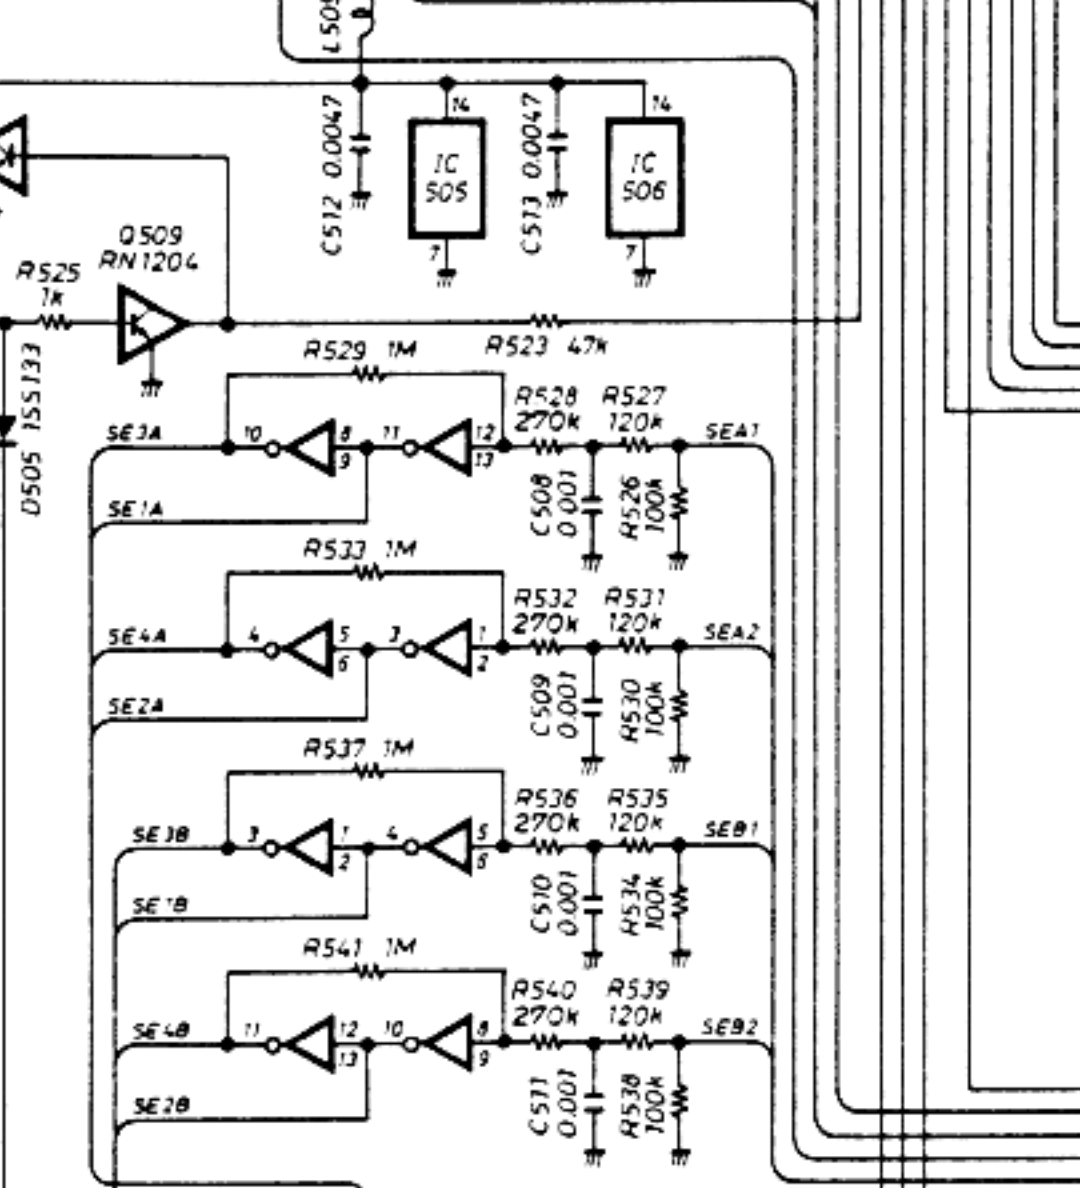 L509
C512 0.0047
14
IC
505
7
C513 0.0047
14
IC
506
7
Q509
RN1204
R525
1k
D505 1SS133
R523 47k
R529 1M
R528
270k
R527
120k
SE3A
10
8
9
11
12
13
SEA1
C508
0.001
R526
100k
SE1A
R533 1M
R532
270k
R531
120k
SE4A
4
5
6
3
1
2
SEA2
C509
0.001
R530
100k
SE2A
R537 1M
R536
270k
R535
120k
SE3B
3
1
2
4
5
6
SEB1
C510
0.001
R534
100k
SE1B
R541 1M
R540
270k
R539
120k
SE4B
11
12
13
10
8
9
SEB2
C511
0.001
R538
100k
SE2B